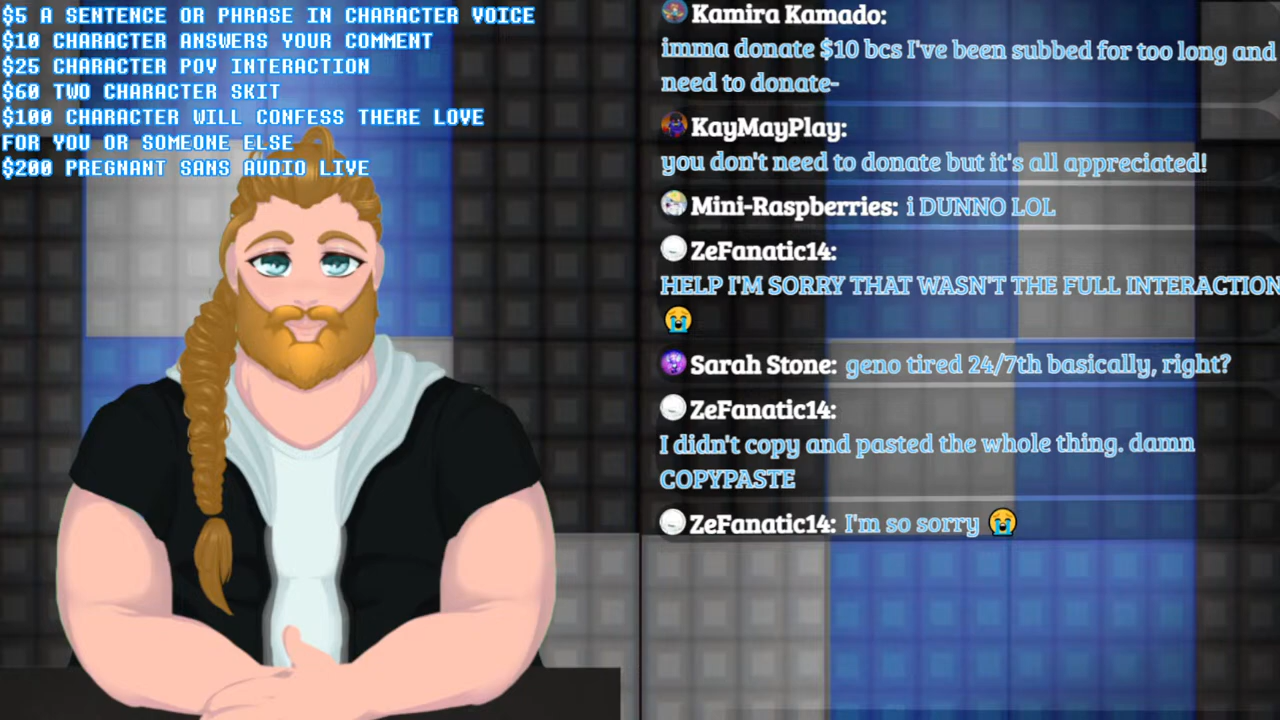 $5 A SENTENCE OR PHRASE IN CHARACTER VOICE
$10 CHARACTER ANSWERS YOUR COMMENT
$25 CHARACTER POV INTERACTION
$60 TWO CHARACTER SKIT
$100 CHARACTER WILL CONFESS THERE LOVE
FOR YOU OR SOMEONE ELSE
$200 PREGNANT SANS AUDIO LIVE
Kamira Kamado:
imma donate $10 bcs I've been subbed for too long and
need to donate-
KayMayPlay:
you don't need to donate but it's all appreciated!
Mini-Raspberries: i DUNNO LOL
ZeFanatic14:
HELP I'M SORRY THAT WASN'T THE FULL INTERACTION
😭
Sarah Stone: geno tired 24/7th basically, right?
ZeFanatic14:
I didn't copy and pasted the whole thing. damn
COPYPASTE
ZeFanatic14: I'm so sorry 😭